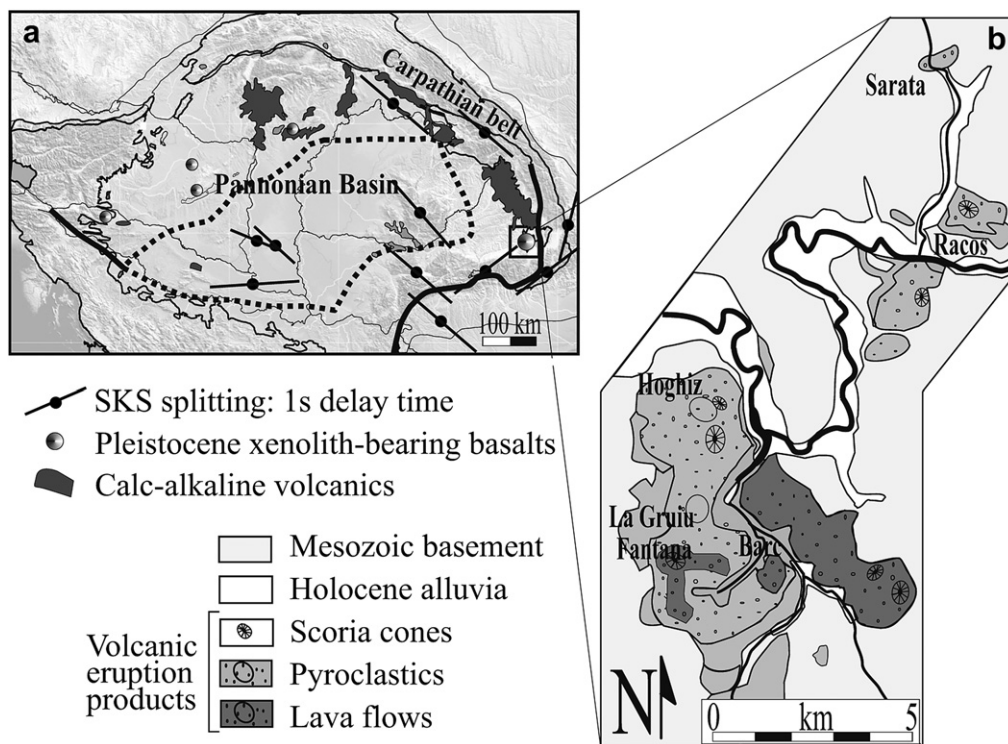 a
Carpathian belt
Pannonian Basin
100 km
SKS splitting: 1s delay time
Pleistocene xenolith-bearing basalts
Calc-alkaline volcanics
Mesozoic basement
Holocene alluvia
Volcanic
eruption
products
Scoria cones
Pyroclastics
Lava flows
b
Sarata
Racos
Hoghiz
La Gruiu
Fantana
Barc
N
0 km 5